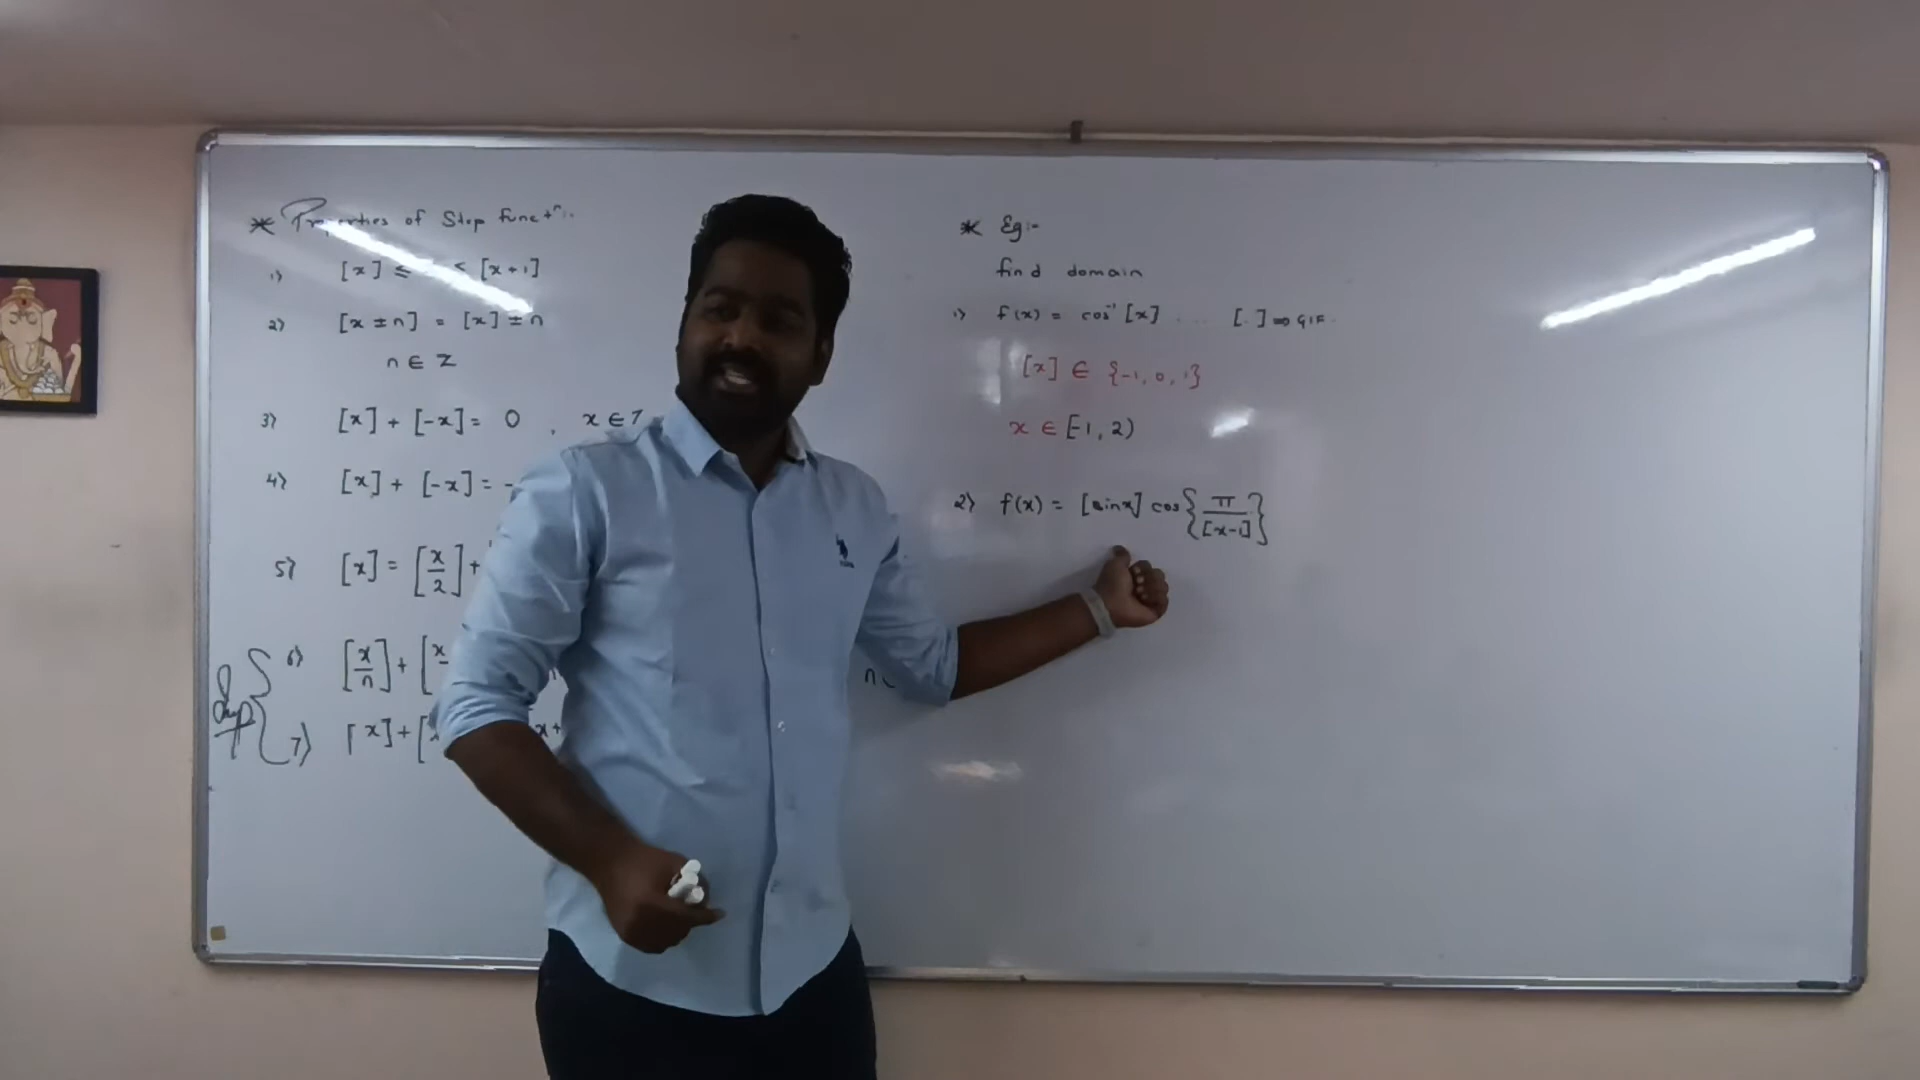 * Properties of Step funct^n:-
1) [x] ≤ < [x+1]
2) [x ± n] = [x] ± n
n ∈ Z
3) [x] + [-x] = 0 , x ∈ Z
4) [x] + [-x] = -
5) [x] = [x/2] +
6) [x/n] + [x
n
7) [x] + [
x+
* Eg:-
find domain
1) f(x) = cos⁻¹ [x] .... [.] ⇒ GIF.
[x] ∈ {-1, 0, 1}
x ∈ [-1, 2)
2) f(x) = [sinx] cos{π/[x-1]}